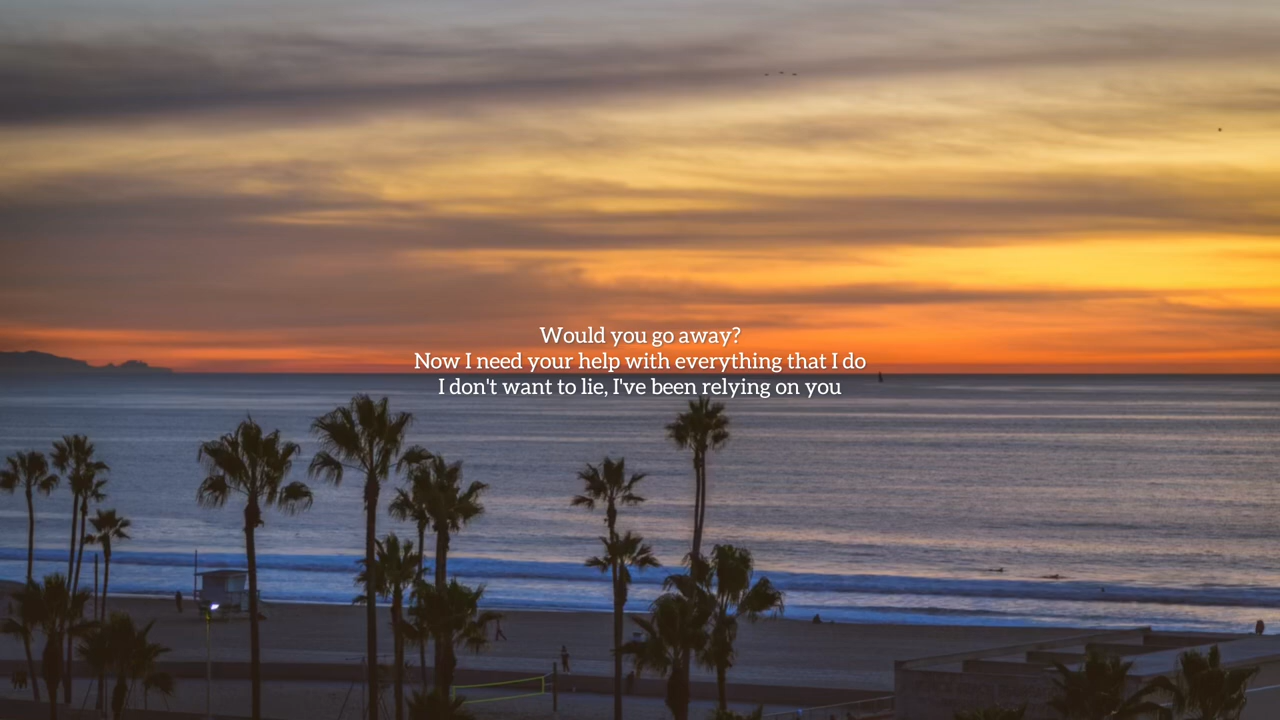 Would you go away?
Now I need your help with everything that I do
I don't want to lie, I've been relying on you